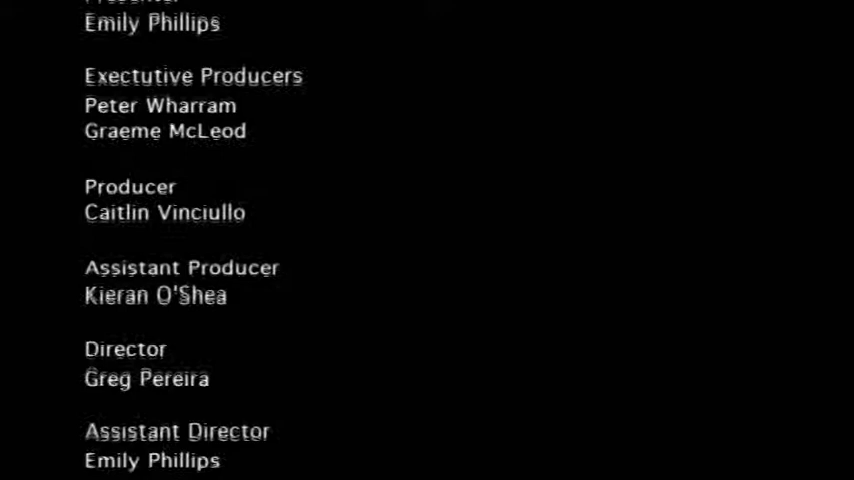 Presenter
Emily Phillips
Exectutive Producers
Peter Wharram
Graeme McLeod
Producer
Caitlin Vinciullo
Assistant Producer
Kieran O'Shea
Director
Greg Pereira
Assistant Director
Emily Phillips